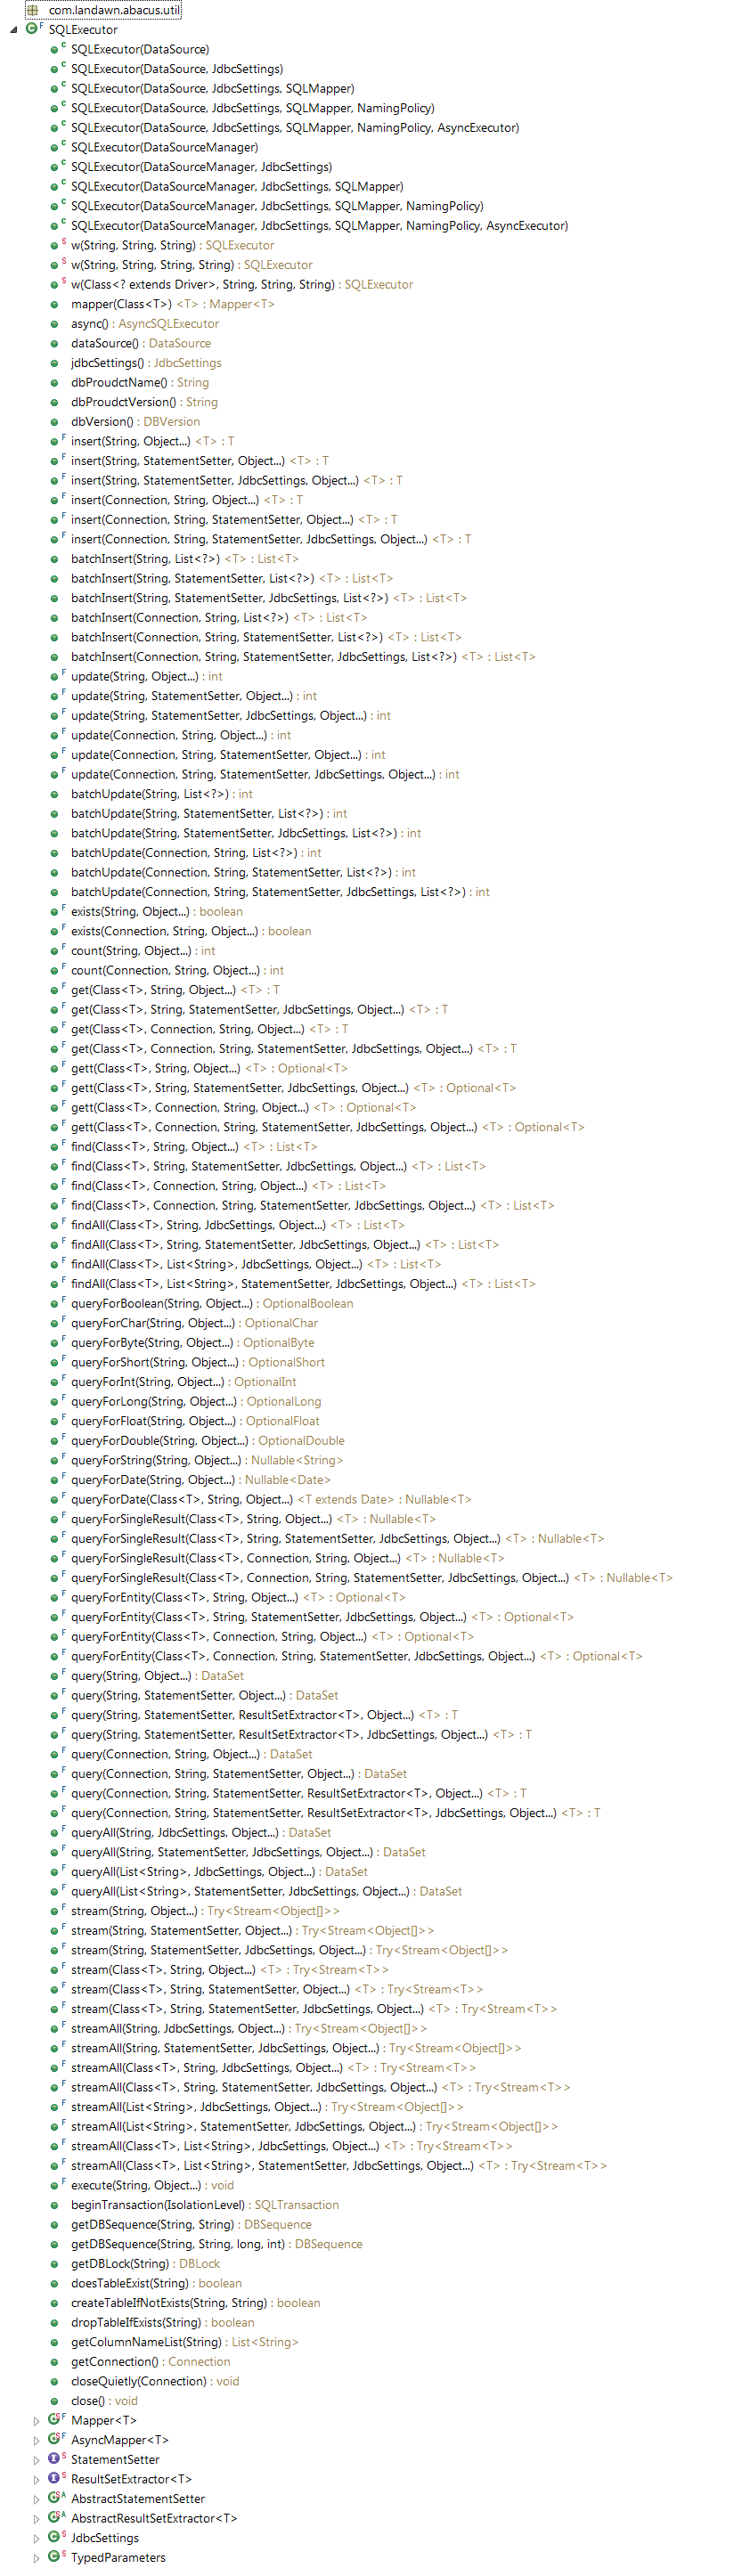 com.landawn.abacus.util
SQLExecutor
SQLExecutor(DataSource)
SQLExecutor(DataSource, JdbcSettings)
SQLExecutor(DataSource, JdbcSettings, SQLMapper)
SQLExecutor(DataSource, JdbcSettings, SQLMapper, NamingPolicy)
SQLExecutor(DataSource, JdbcSettings, SQLMapper, NamingPolicy, AsyncExecutor)
SQLExecutor(DataSourceManager)
SQLExecutor(DataSourceManager, JdbcSettings)
SQLExecutor(DataSourceManager, JdbcSettings, SQLMapper)
SQLExecutor(DataSourceManager, JdbcSettings, SQLMapper, NamingPolicy)
SQLExecutor(DataSourceManager, JdbcSettings, SQLMapper, NamingPolicy, AsyncExecutor)
w(String, String, String) : SQLExecutor
w(String, String, String, String) : SQLExecutor
w(Class<? extends Driver>, String, String, String) : SQLExecutor
mapper(Class<T>) <T> : Mapper<T>
async() : AsyncSQLExecutor
dataSource() : DataSource
jdbcSettings() : JdbcSettings
dbProudctName() : String
dbProudctVersion() : String
dbVersion() : DBVersion
insert(String, Object...) <T> : T
insert(String, StatementSetter, Object...) <T> : T
insert(String, StatementSetter, JdbcSettings, Object...) <T> : T
insert(Connection, String, Object...) <T> : T
insert(Connection, String, StatementSetter, Object...) <T> : T
insert(Connection, String, StatementSetter, JdbcSettings, Object...) <T> : T
batchInsert(String, List<?>) <T> : List<T>
batchInsert(String, StatementSetter, List<?>) <T> : List<T>
batchInsert(String, StatementSetter, JdbcSettings, List<?>) <T> : List<T>
batchInsert(Connection, String, List<?>) <T> : List<T>
batchInsert(Connection, String, StatementSetter, List<?>) <T> : List<T>
batchInsert(Connection, String, StatementSetter, JdbcSettings, List<?>) <T> : List<T>
update(String, Object...) : int
update(String, StatementSetter, Object...) : int
update(String, StatementSetter, JdbcSettings, Object...) : int
update(Connection, String, Object...) : int
update(Connection, String, StatementSetter, Object...) : int
update(Connection, String, StatementSetter, JdbcSettings, Object...) : int
batchUpdate(String, List<?>) : int
batchUpdate(String, StatementSetter, List<?>) : int
batchUpdate(String, StatementSetter, JdbcSettings, List<?>) : int
batchUpdate(Connection, String, List<?>) : int
batchUpdate(Connection, String, StatementSetter, List<?>) : int
batchUpdate(Connection, String, StatementSetter, JdbcSettings, List<?>) : int
exists(String, Object...) : boolean
exists(Connection, String, Object...) : boolean
count(String, Object...) : int
count(Connection, String, Object...) : int
get(Class<T>, String, Object...) <T> : T
get(Class<T>, String, StatementSetter, JdbcSettings, Object...) <T> : T
get(Class<T>, Connection, String, Object...) <T> : T
get(Class<T>, Connection, String, StatementSetter, JdbcSettings, Object...) <T> : T
gett(Class<T>, String, Object...) <T> : Optional<T>
gett(Class<T>, String, StatementSetter, JdbcSettings, Object...) <T> : Optional<T>
gett(Class<T>, Connection, String, Object...) <T> : Optional<T>
gett(Class<T>, Connection, String, StatementSetter, JdbcSettings, Object...) <T> : Optional<T>
find(Class<T>, String, Object...) <T> : List<T>
find(Class<T>, String, StatementSetter, JdbcSettings, Object...) <T> : List<T>
find(Class<T>, Connection, String, Object...) <T> : List<T>
find(Class<T>, Connection, String, StatementSetter, JdbcSettings, Object...) <T> : List<T>
findAll(Class<T>, String, JdbcSettings, Object...) <T> : List<T>
findAll(Class<T>, String, StatementSetter, JdbcSettings, Object...) <T> : List<T>
findAll(Class<T>, List<String>, JdbcSettings, Object...) <T> : List<T>
findAll(Class<T>, List<String>, StatementSetter, JdbcSettings, Object...) <T> : List<T>
queryForBoolean(String, Object...) : OptionalBoolean
queryForChar(String, Object...) : OptionalChar
queryForByte(String, Object...) : OptionalByte
queryForShort(String, Object...) : OptionalShort
queryForInt(String, Object...) : OptionalInt
queryForLong(String, Object...) : OptionalLong
queryForFloat(String, Object...) : OptionalFloat
queryForDouble(String, Object...) : OptionalDouble
queryForString(String, Object...) : Nullable<String>
queryForDate(String, Object...) : Nullable<Date>
queryForDate(Class<T>, String, Object...) <T extends Date> : Nullable<T>
queryForSingleResult(Class<T>, String, Object...) <T> : Nullable<T>
queryForSingleResult(Class<T>, String, StatementSetter, JdbcSettings, Object...) <T> : Nullable<T>
queryForSingleResult(Class<T>, Connection, String, Object...) <T> : Nullable<T>
queryForSingleResult(Class<T>, Connection, String, StatementSetter, JdbcSettings, Object...) <T> : Nullable<T>
queryForEntity(Class<T>, String, Object...) <T> : Optional<T>
queryForEntity(Class<T>, String, StatementSetter, JdbcSettings, Object...) <T> : Optional<T>
queryForEntity(Class<T>, Connection, String, Object...) <T> : Optional<T>
queryForEntity(Class<T>, Connection, String, StatementSetter, JdbcSettings, Object...) <T> : Optional<T>
query(String, Object...) : DataSet
query(String, StatementSetter, Object...) : DataSet
query(String, StatementSetter, ResultSetExtractor<T>, Object...) <T> : T
query(String, StatementSetter, ResultSetExtractor<T>, JdbcSettings, Object...) <T> : T
query(Connection, String, Object...) : DataSet
query(Connection, String, StatementSetter, Object...) : DataSet
query(Connection, String, StatementSetter, ResultSetExtractor<T>, Object...) <T> : T
query(Connection, String, StatementSetter, ResultSetExtractor<T>, JdbcSettings, Object...) <T> : T
queryAll(String, JdbcSettings, Object...) : DataSet
queryAll(String, StatementSetter, JdbcSettings, Object...) : DataSet
queryAll(List<String>, JdbcSettings, Object...) : DataSet
queryAll(List<String>, StatementSetter, JdbcSettings, Object...) : DataSet
stream(String, Object...) : Try<Stream<Object[]>>
stream(String, StatementSetter, Object...) : Try<Stream<Object[]>>
stream(String, StatementSetter, JdbcSettings, Object...) : Try<Stream<Object[]>>
stream(Class<T>, String, Object...) <T> : Try<Stream<T>>
stream(Class<T>, String, StatementSetter, Object...) <T> : Try<Stream<T>>
stream(Class<T>, String, StatementSetter, JdbcSettings, Object...) <T> : Try<Stream<T>>
streamAll(String, JdbcSettings, Object...) : Try<Stream<Object[]>>
streamAll(String, StatementSetter, JdbcSettings, Object...) : Try<Stream<Object[]>>
streamAll(Class<T>, String, JdbcSettings, Object...) <T> : Try<Stream<T>>
streamAll(Class<T>, String, StatementSetter, JdbcSettings, Object...) <T> : Try<Stream<T>>
streamAll(List<String>, JdbcSettings, Object...) : Try<Stream<Object[]>>
streamAll(List<String>, StatementSetter, JdbcSettings, Object...) : Try<Stream<Object[]>>
streamAll(Class<T>, List<String>, JdbcSettings, Object...) <T> : Try<Stream<T>>
streamAll(Class<T>, List<String>, StatementSetter, JdbcSettings, Object...) <T> : Try<Stream<T>>
execute(String, Object...) : void
beginTransaction(IsolationLevel) : SQLTransaction
getDBSequence(String, String) : DBSequence
getDBSequence(String, String, long, int) : DBSequence
getDBLock(String) : DBLock
doesTableExist(String) : boolean
createTableIfNotExists(String, String) : boolean
dropTableIfExists(String) : boolean
getColumnNameList(String) : List<String>
getConnection() : Connection
closeQuietly(Connection) : void
close() : void
Mapper<T>
AsyncMapper<T>
StatementSetter
ResultSetExtractor<T>
AbstractStatementSetter
AbstractResultSetExtractor<T>
JdbcSettings
TypedParameters